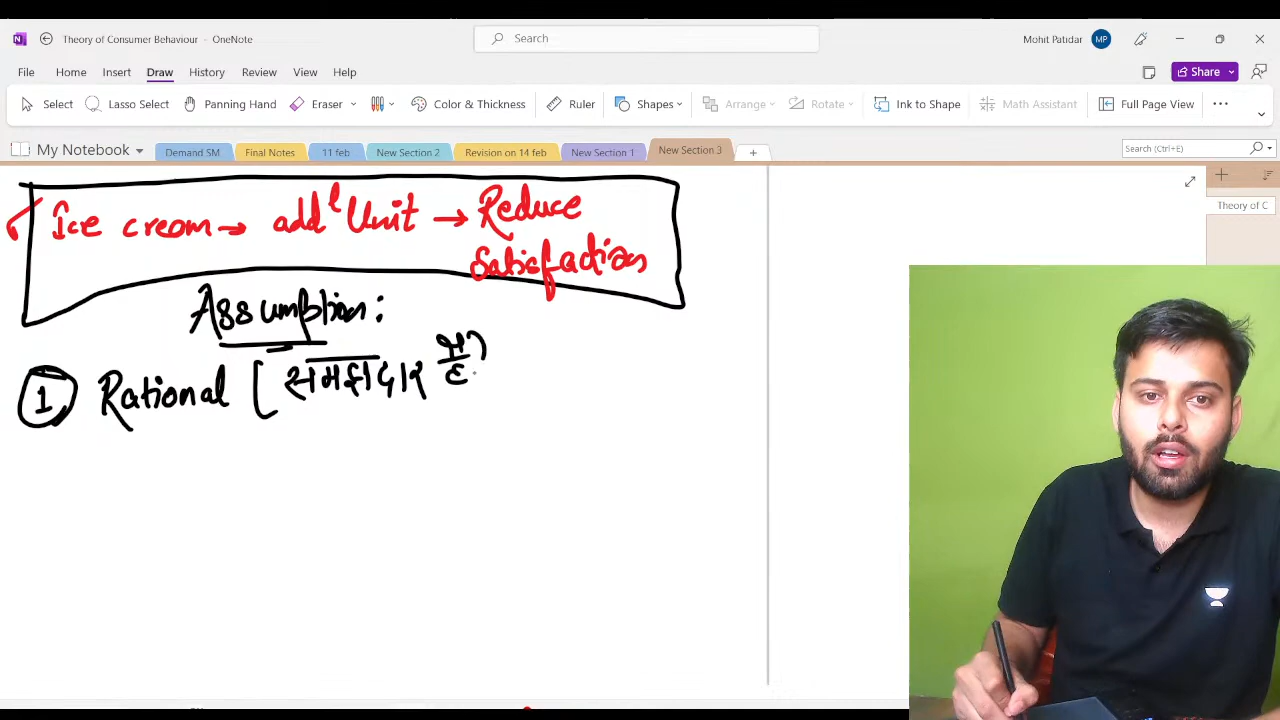 Theory of Consumer Behaviour - OneNote
Search
Mohit Patidar MP
File Home Insert Draw History Review View Help
Share
Select Lasso Select Panning Hand Eraser Color & Thickness Ruler Shapes Arrange Rotate Ink to Shape Math Assistant Full Page View
My Notebook Demand SM Final Notes 11 feb New Section 2 Revision on 14 feb New Section 1 New Section 3 +
Search (Ctrl+E)
Theory of C
Ice cream → addl Unit → Reduce
Satisfaction
Assumption:
1 Rational [ समझदार